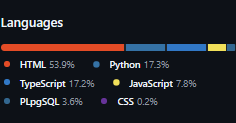 Languages
HTML 53.9% Python 17.3%
TypeScript 17.2% JavaScript 7.8%
PLpgSQL 3.6% CSS 0.2%